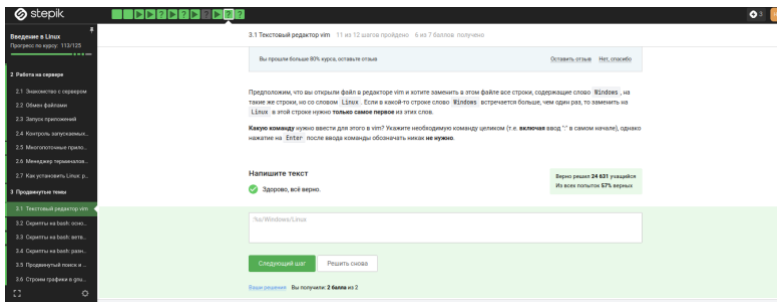 stepik
3
Введение в Linux
Прогресс по курсу: 113/125
2 Работа на сервере
2.1 Знакомство с сервером
2.2 Обмен файлами
2.3 Запуск приложений
2.4 Контроль запускаемых...
2.5 Многопоточные прило...
2.6 Менеджер терминалов...
2.7 Как установить Linux: р...
3 Продвинутые темы
3.1 Текстовый редактор vim
3.2 Скрипты на bash: осно...
3.3 Скрипты на bash: ветв...
3.4 Скрипты на bash: разн...
3.5 Продвинутый поиск и ...
3.6 Строим графики в gnu...
3.1 Текстовый редактор vim 11 из 12 шагов пройдено 6 из 7 баллов получено
Вы прошли больше 80% курса, оставьте отзыв
Оставить отзыв Нет, спасибо
Предположим, что вы открыли файл в редакторе vim и хотите заменить в этом файле все строки, содержащие слово Windows , на
такие же строки, но со словом Linux . Если в какой-то строке слово Windows встречается больше, чем один раз, то заменить на
Linux в этой строке нужно только самое первое из этих слов.
Какую команду нужно ввести для этого в vim? Укажите необходимую команду целиком (т.е. включая ввод ":" в самом начале), однако
нажатие на Enter после ввода команды обозначать никак не нужно.
Напишите текст
Здорово, всё верно.
Верно решил 24 631 учащийся
Из всех попыток 57% верных
:%s/Windows/Linux
Следующий шаг
Решить снова
Ваши решения Вы получили: 2 балла из 2